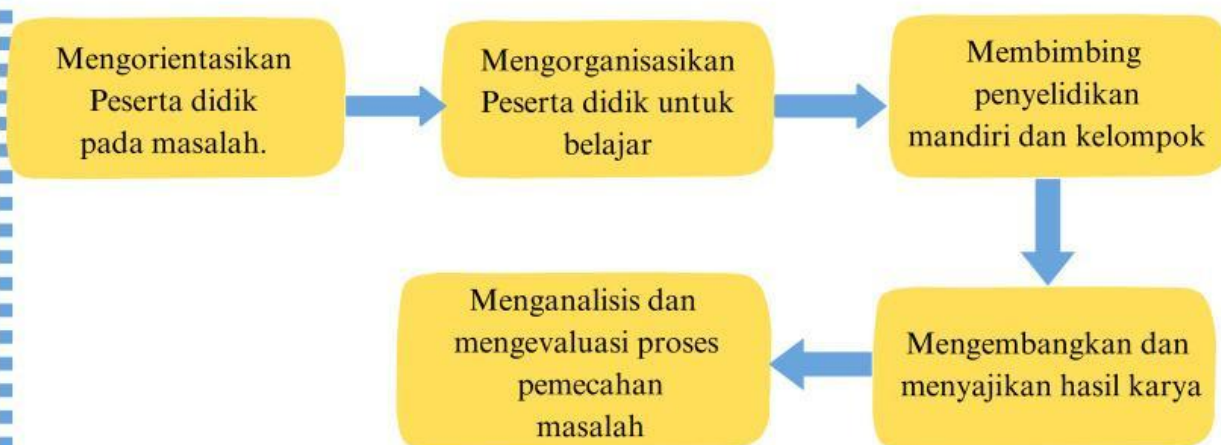 Mengorientasikan
Peserta didik
pada masalah.
Mengorganisasikan
Peserta didik untuk
belajar
Membimbing
penyelidikan
mandiri dan kelompok
Mengembangkan dan
menyajikan hasil karya
Menganalisis dan
mengevaluasi proses
pemecahan
masalah